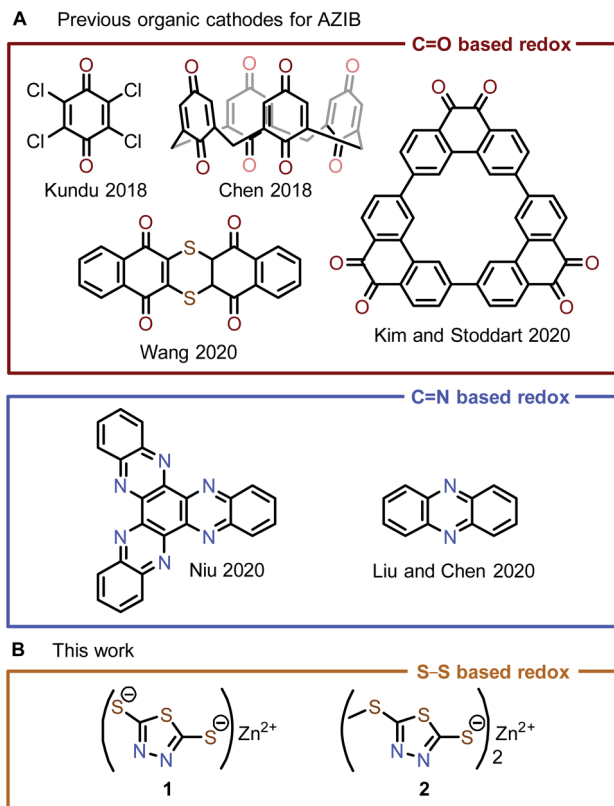 A Previous organic cathodes for AZIB
C=O based redox
O
Cl Cl
Cl Cl
O
Kundu 2018
O O O O
O O O O
Chen 2018
O O
O O
O O
Kim and Stoddart 2020
O S O
O S O
Wang 2020
C=N based redox
N N
N N
N N
Niu 2020
N
N
Liu and Chen 2020
B This work
S–S based redox
S⊖ S S⊖ Zn2+
N N
1
S S S⊖ Zn2+
N N 2
2